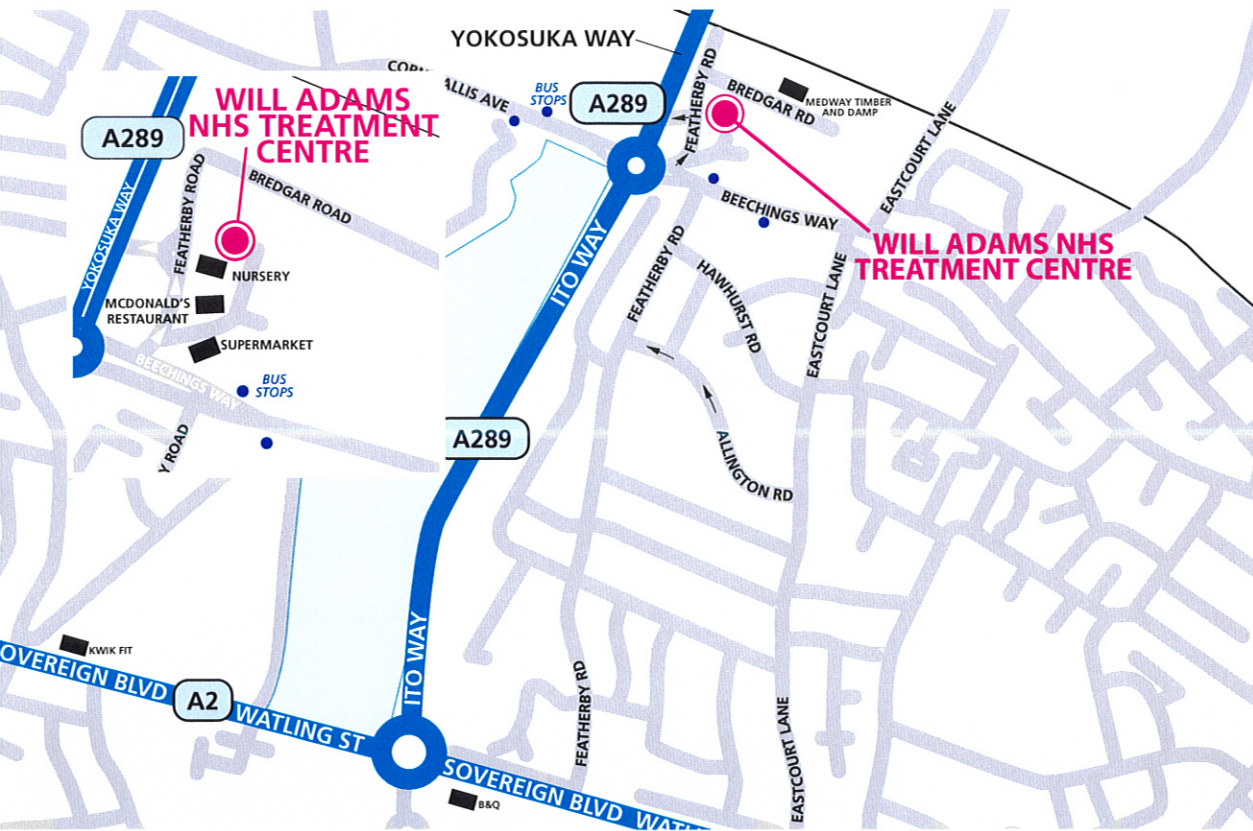 YOKOSUKA WAY
CORN
ALLIS AVE
BUS
STOPS
A289
FEATHERBY RD
BREDGAR RD
MEDWAY TIMBER
AND DAMP
EASTCOURT LANE
BEECHINGS WAY
WILL ADAMS NHS
TREATMENT CENTRE
ITO WAY
FEATHERBY RD
HAWHURST RD
EASTCOURT LANE
ALLINGTON RD
A289
ITO WAY
FEATHERBY RD
EASTCOURT LANE
WILL ADAMS
NHS TREATMENT
CENTRE
A289
YOKOSUKA WAY
FEATHERBY ROAD
BREDGAR ROAD
NURSERY
MCDONALD'S
RESTAURANT
SUPERMARKET
BEECHINGS WAY
BUS
STOPS
Y ROAD
KWIK FIT
OVEREIGN BLVD
A2
WATLING ST
SOVEREIGN BLVD
WATL
B&Q